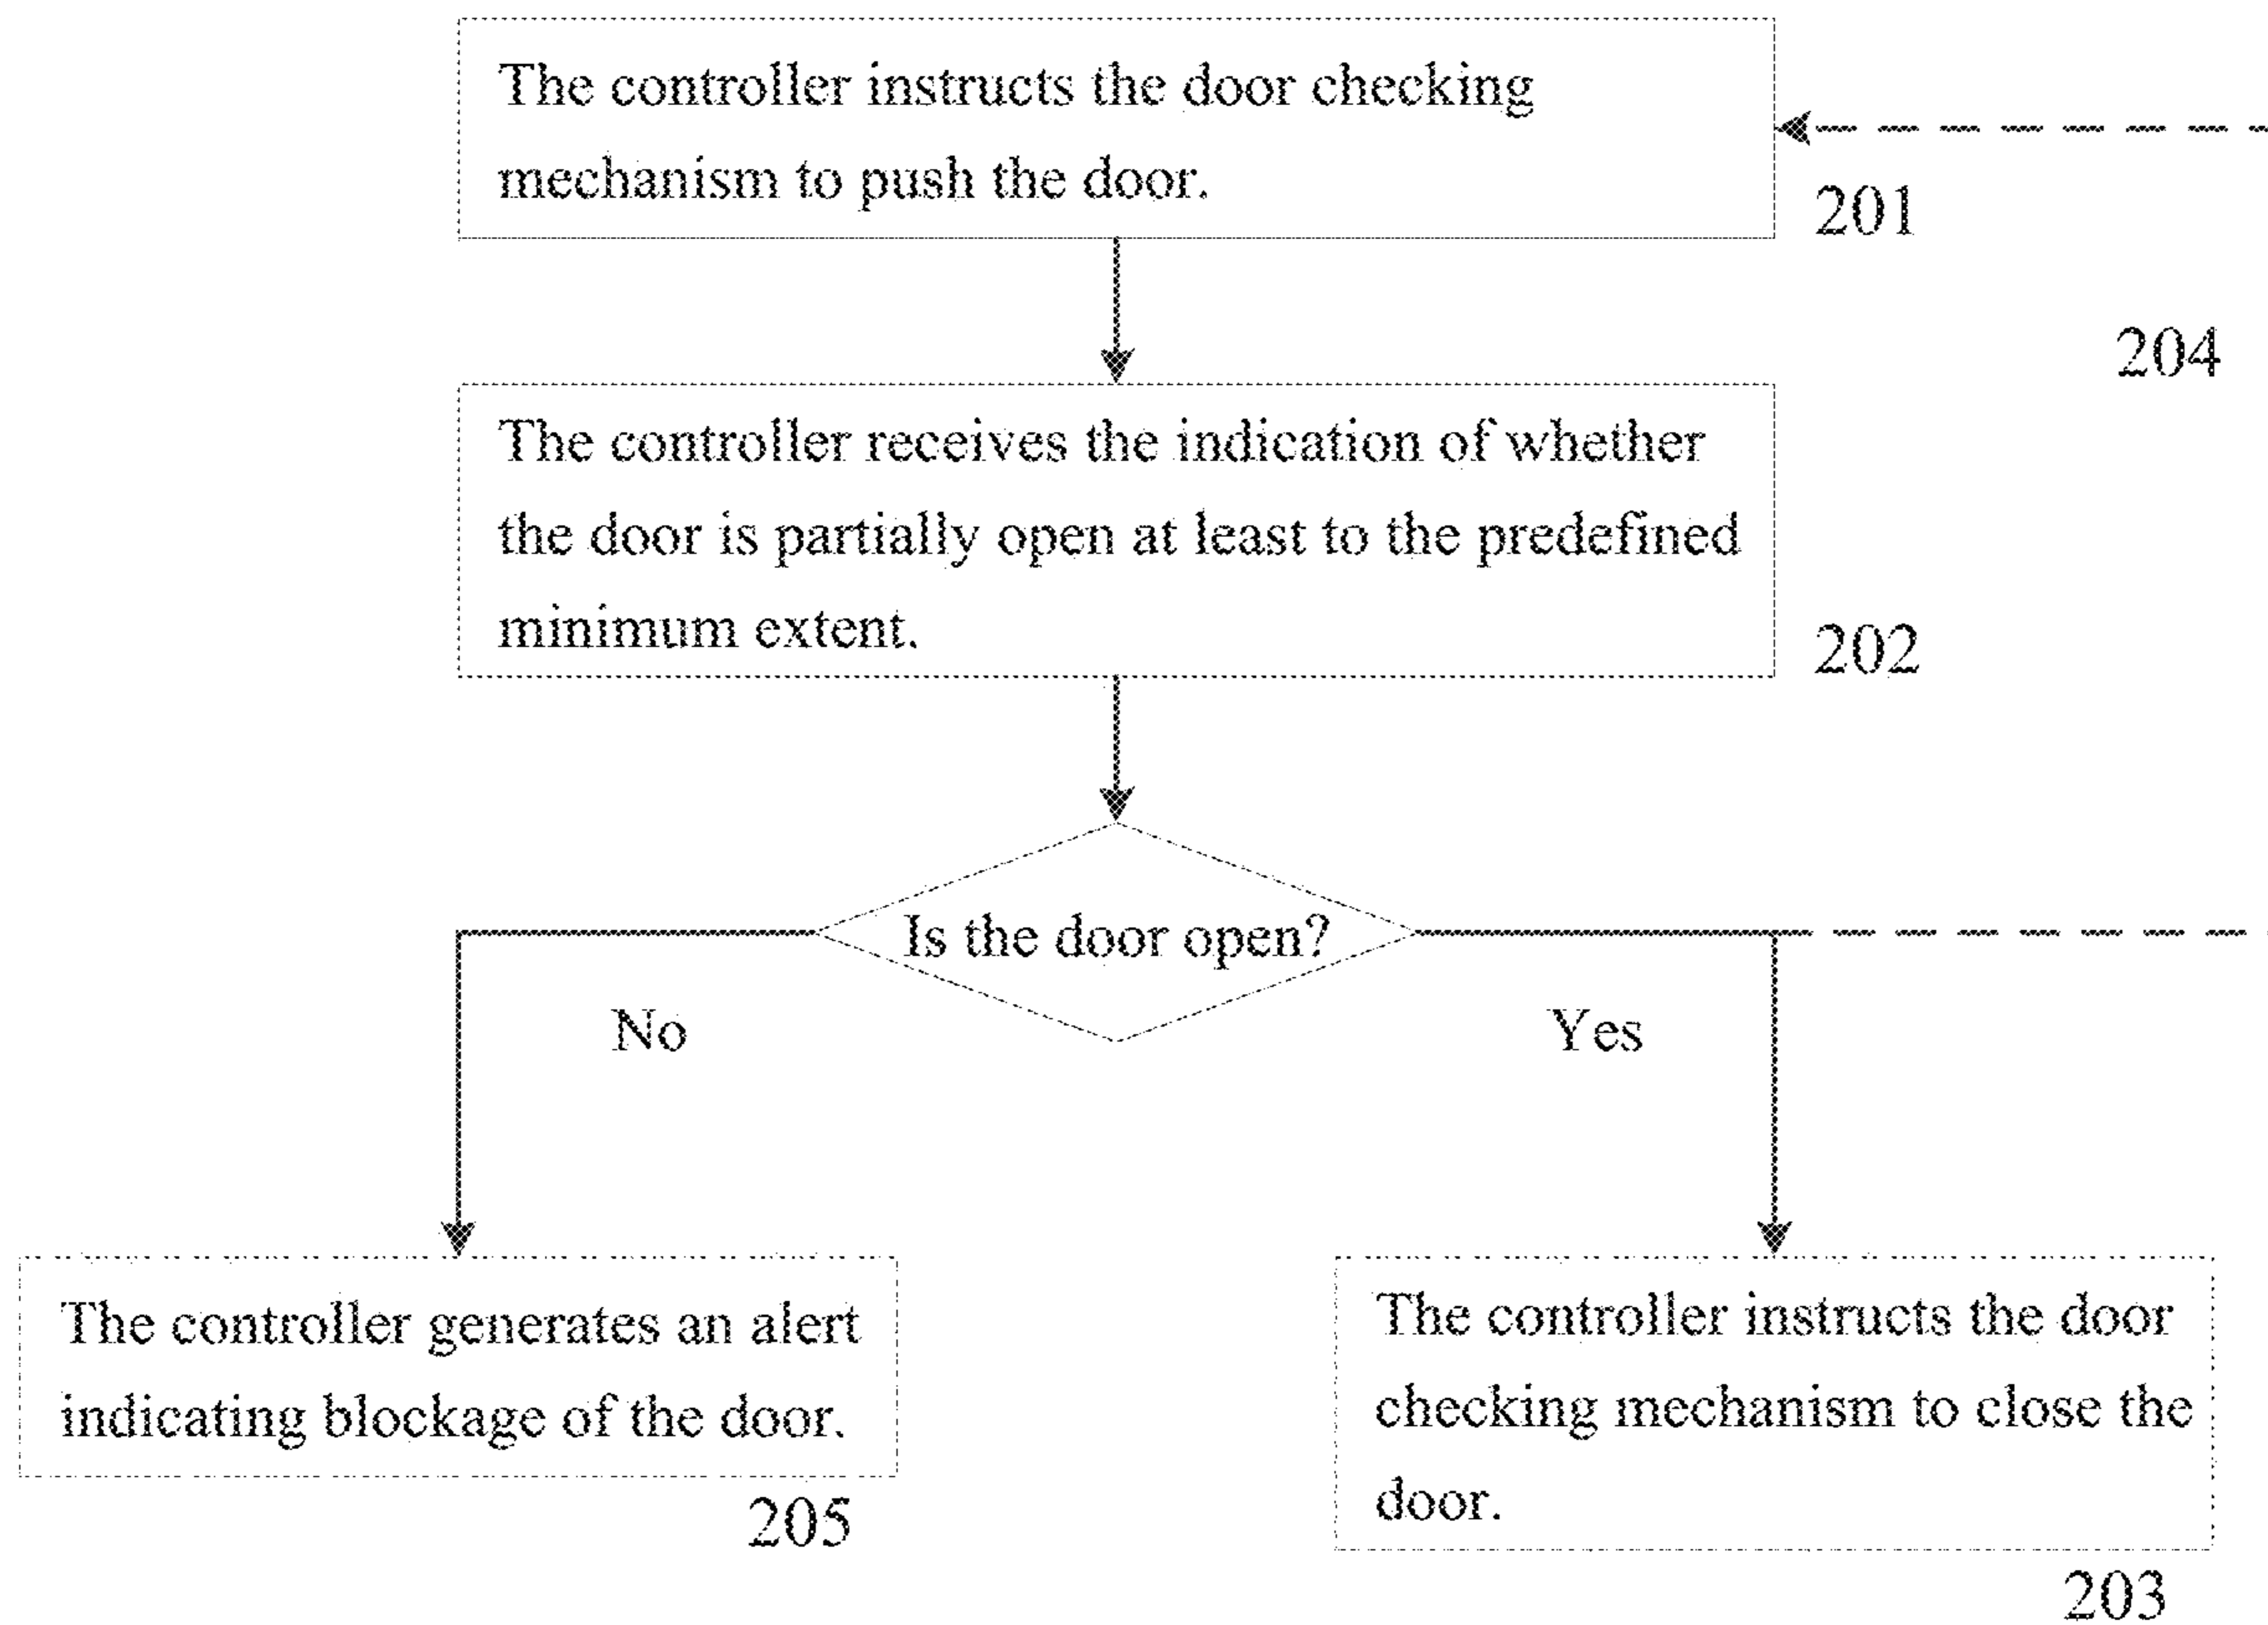 The controller instructs the door checking
mechanism to push the door.
201
204
The controller receives the indication of whether
the door is partially open at least to the predefined
minimum extent.
202
Is the door open?
No
Yes
The controller generates an alert
indicating blockage of the door.
205
The controller instructs the door
checking mechanism to close the
door.
203